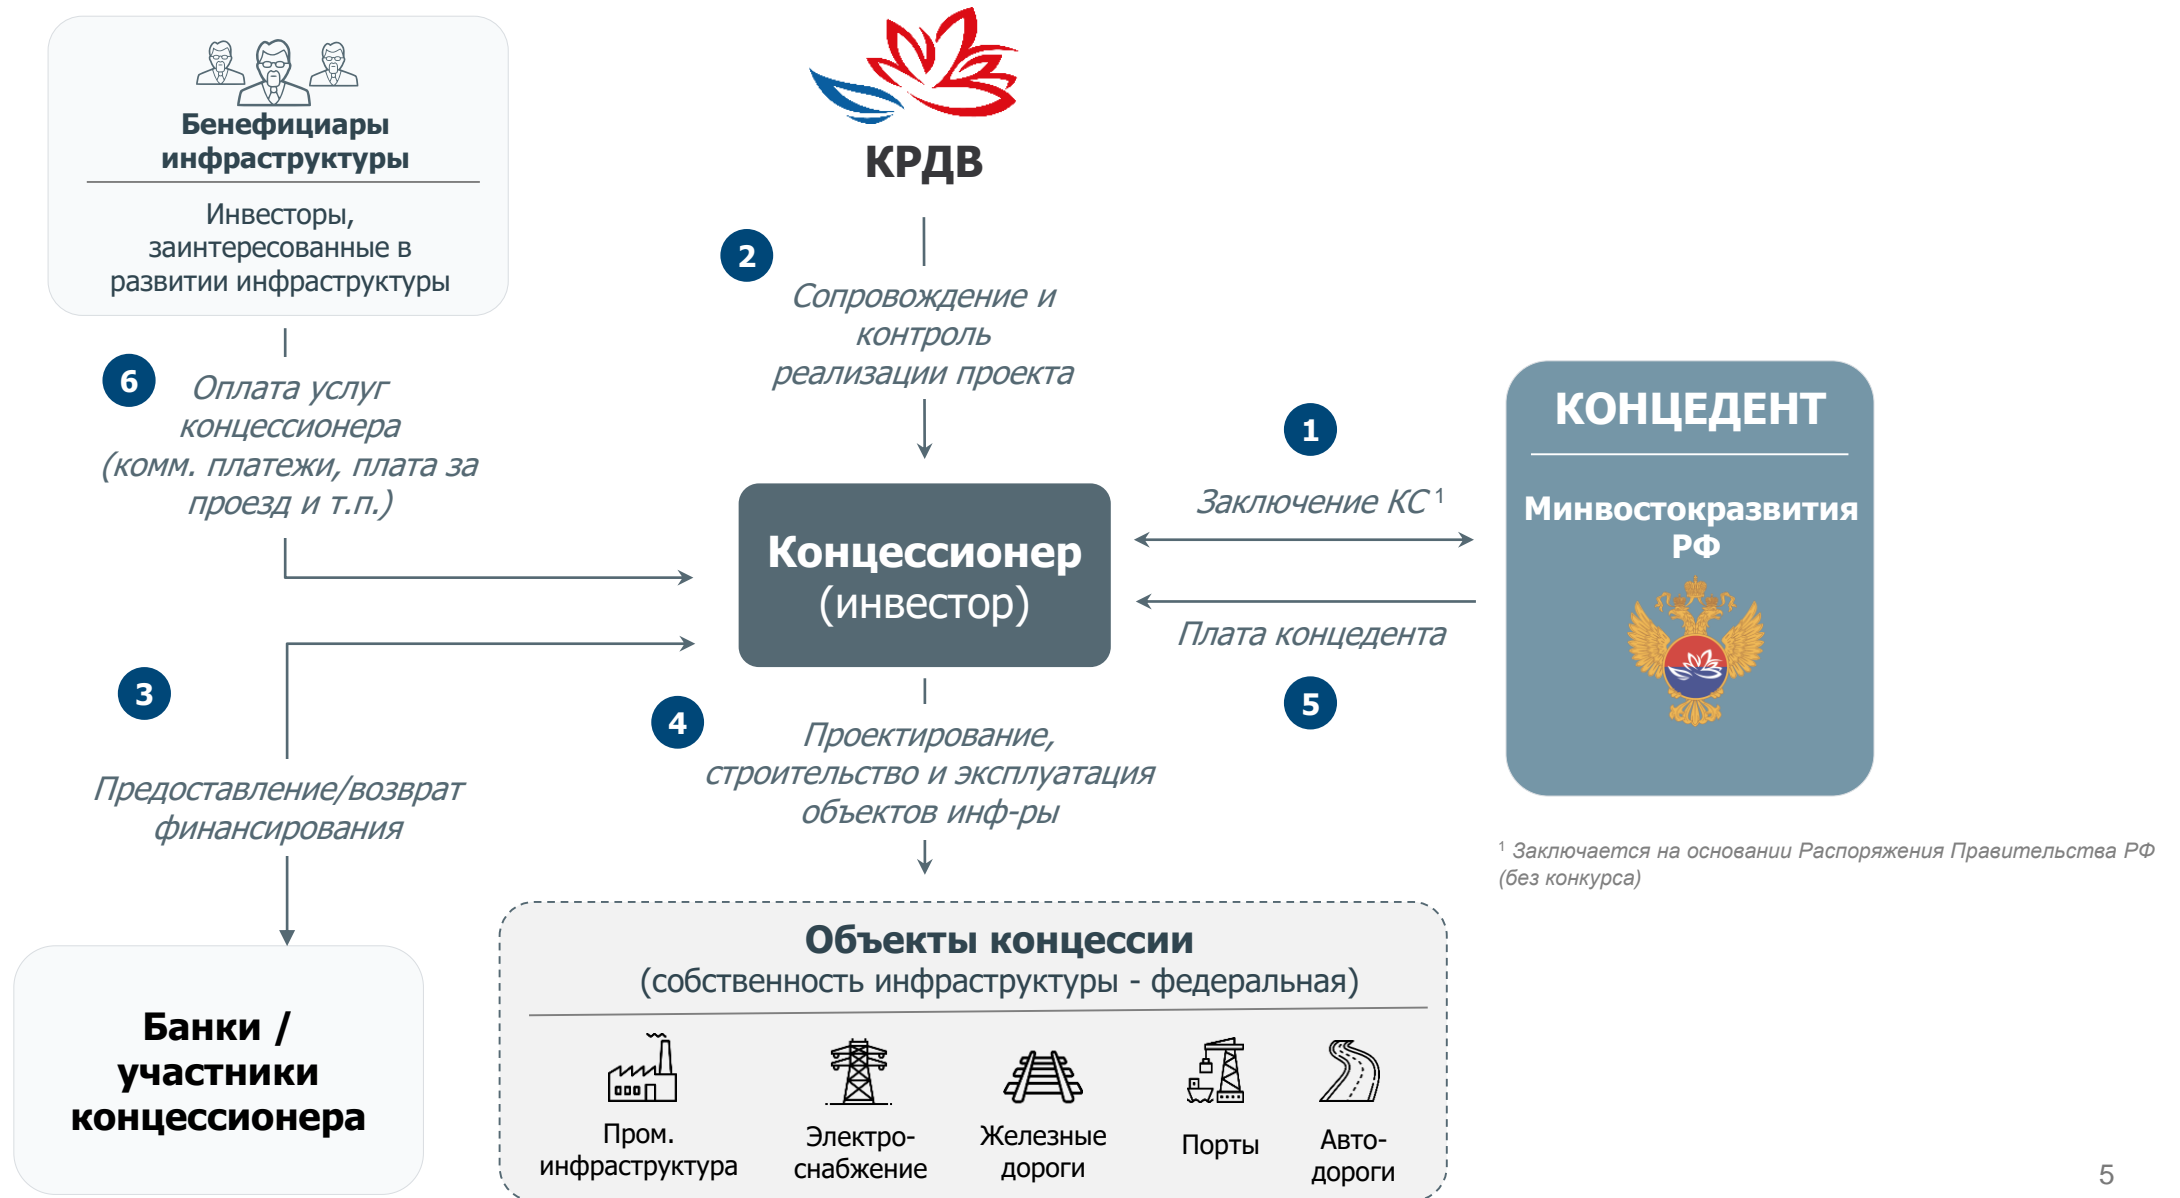 Бенефициары
инфраструктуры
Инвесторы,
заинтересованные в
развитии инфраструктуры
КРДВ
2
Сопровождение и
контроль
реализации проекта
6
Оплата услуг
концессионера
(комм. платежи, плата за
проезд и т.п.)
1
Заключение КС 1
КОНЦЕДЕНТ
Минвостокразвития
РФ
Концессионер
(инвестор)
Плата концедента
5
3
Предоставление/возврат
финансирования
4
Проектирование,
строительство и эксплуатация
объектов инф-ры
1 Заключается на основании Распоряжения Правительства РФ
(без конкурса)
Банки /
участники
концессионера
Объекты концессии
(собственность инфраструктуры - федеральная)
Пром.
инфраструктура
Электро-
снабжение
Железные
дороги
Порты
Авто-
дороги
5